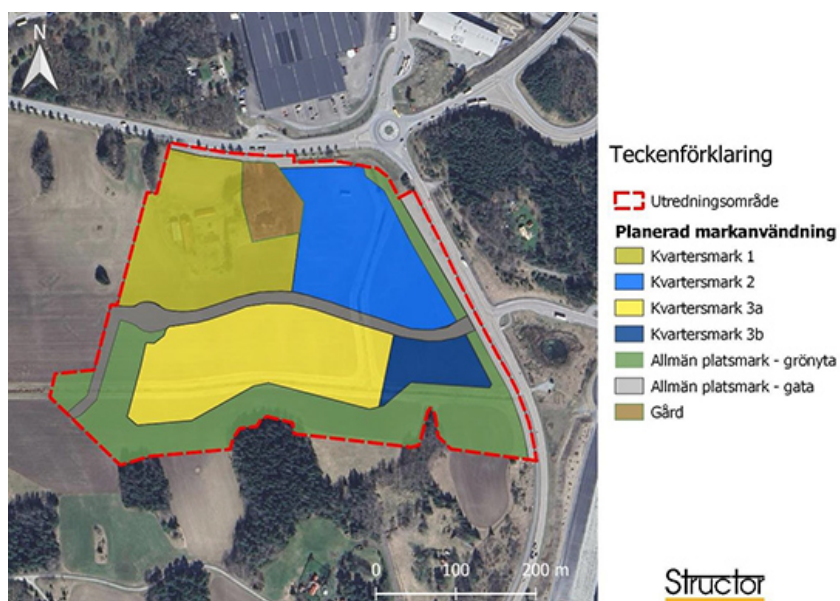 N
Teckenförklaring
Utredningsområde
Planerad markanvändning
Kvartersmark 1
Kvartersmark 2
Kvartersmark 3a
Kvartersmark 3b
Allmän platsmark - grönyta
Allmän platsmark - gata
Gård
0 100 200 m
Structor